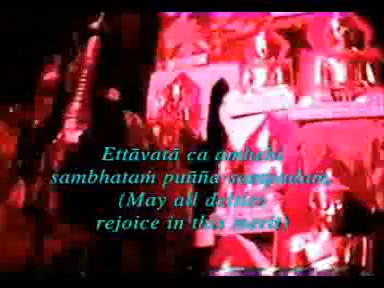 Ettāvatā ca amhehi
sambhataṁ puñña sampadaṁ
(May all deities
rejoice in this merit)